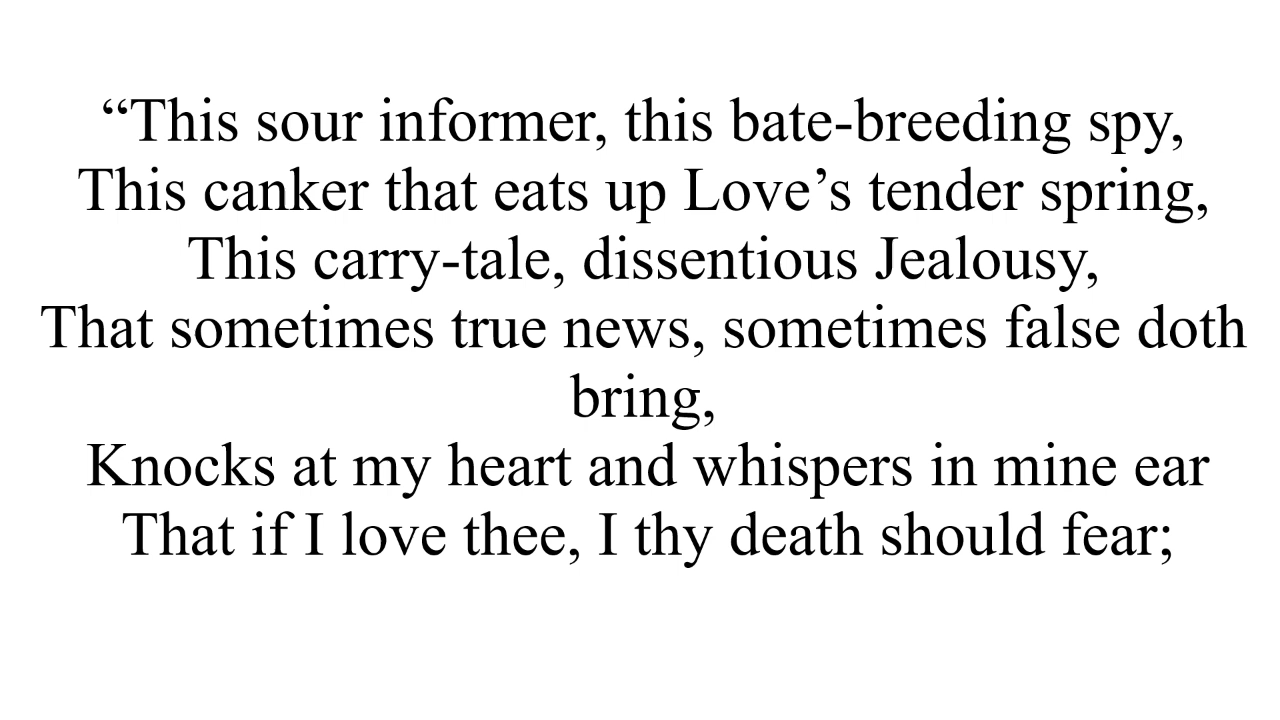 “This sour informer, this bate-breeding spy,
This canker that eats up Love’s tender spring,
This carry-tale, dissentious Jealousy,
That sometimes true news, sometimes false doth
bring,
Knocks at my heart and whispers in mine ear
That if I love thee, I thy death should fear;